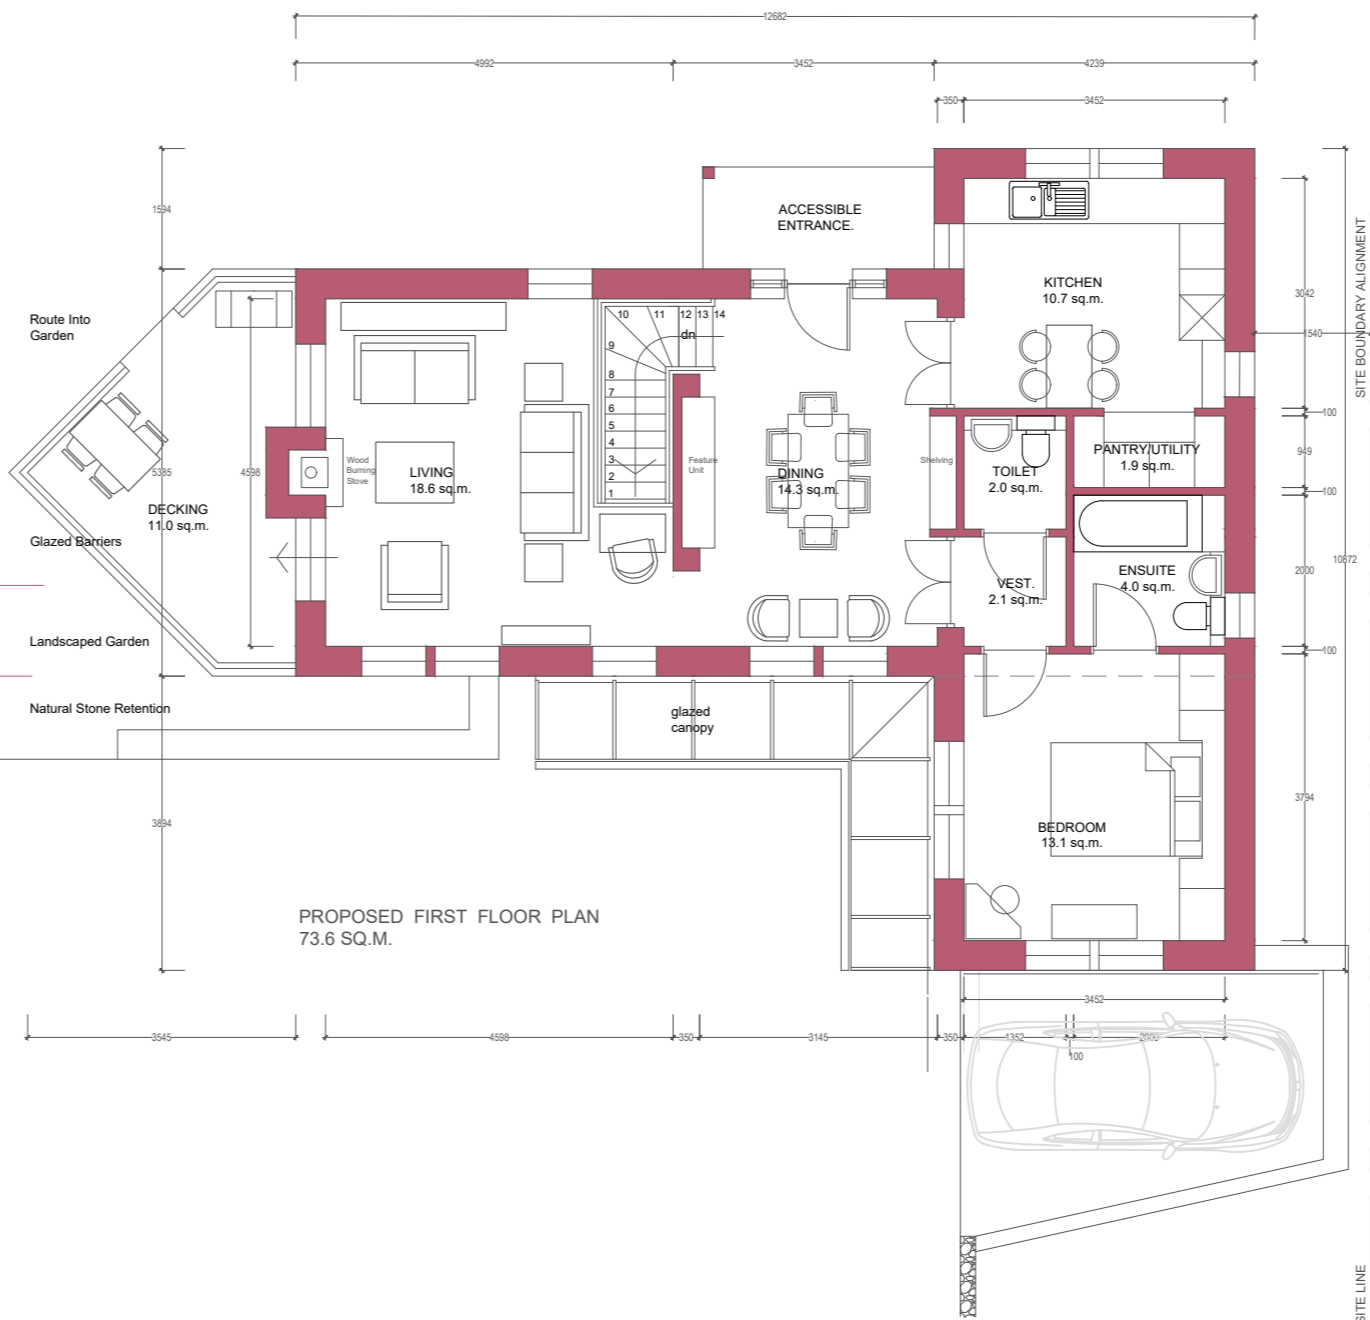 12682
4992
3452
4239
350
3452
1594
ACCESSIBLE
ENTRANCE.
SITE BOUNDARY ALIGNMENT
KITCHEN
10.7 sq.m.
3042
1540
Route Into
Garden
10
11
12
13
14
dn
9
8
7
6
5
4
3
2
1
100
PANTRY/UTILITY
1.9 sq.m.
949
Wood
Burning
Stove
LIVING
18.6 sq.m.
Feature
Unit
DINING
14.3 sq.m.
Shelving
TOILET
2.0 sq.m.
5385
4598
100
DECKING
11.0 sq.m.
Glazed Barriers
10872
ENSUITE
4.0 sq.m.
2000
VEST.
2.1 sq.m.
Landscaped Garden
100
Natural Stone Retention
glazed
canopy
3794
3894
BEDROOM
13.1 sq.m.
PROPOSED FIRST FLOOR PLAN
73.6 SQ.M.
3452
3545
4598
350
3145
350
1352
2000
100
SITE LINE